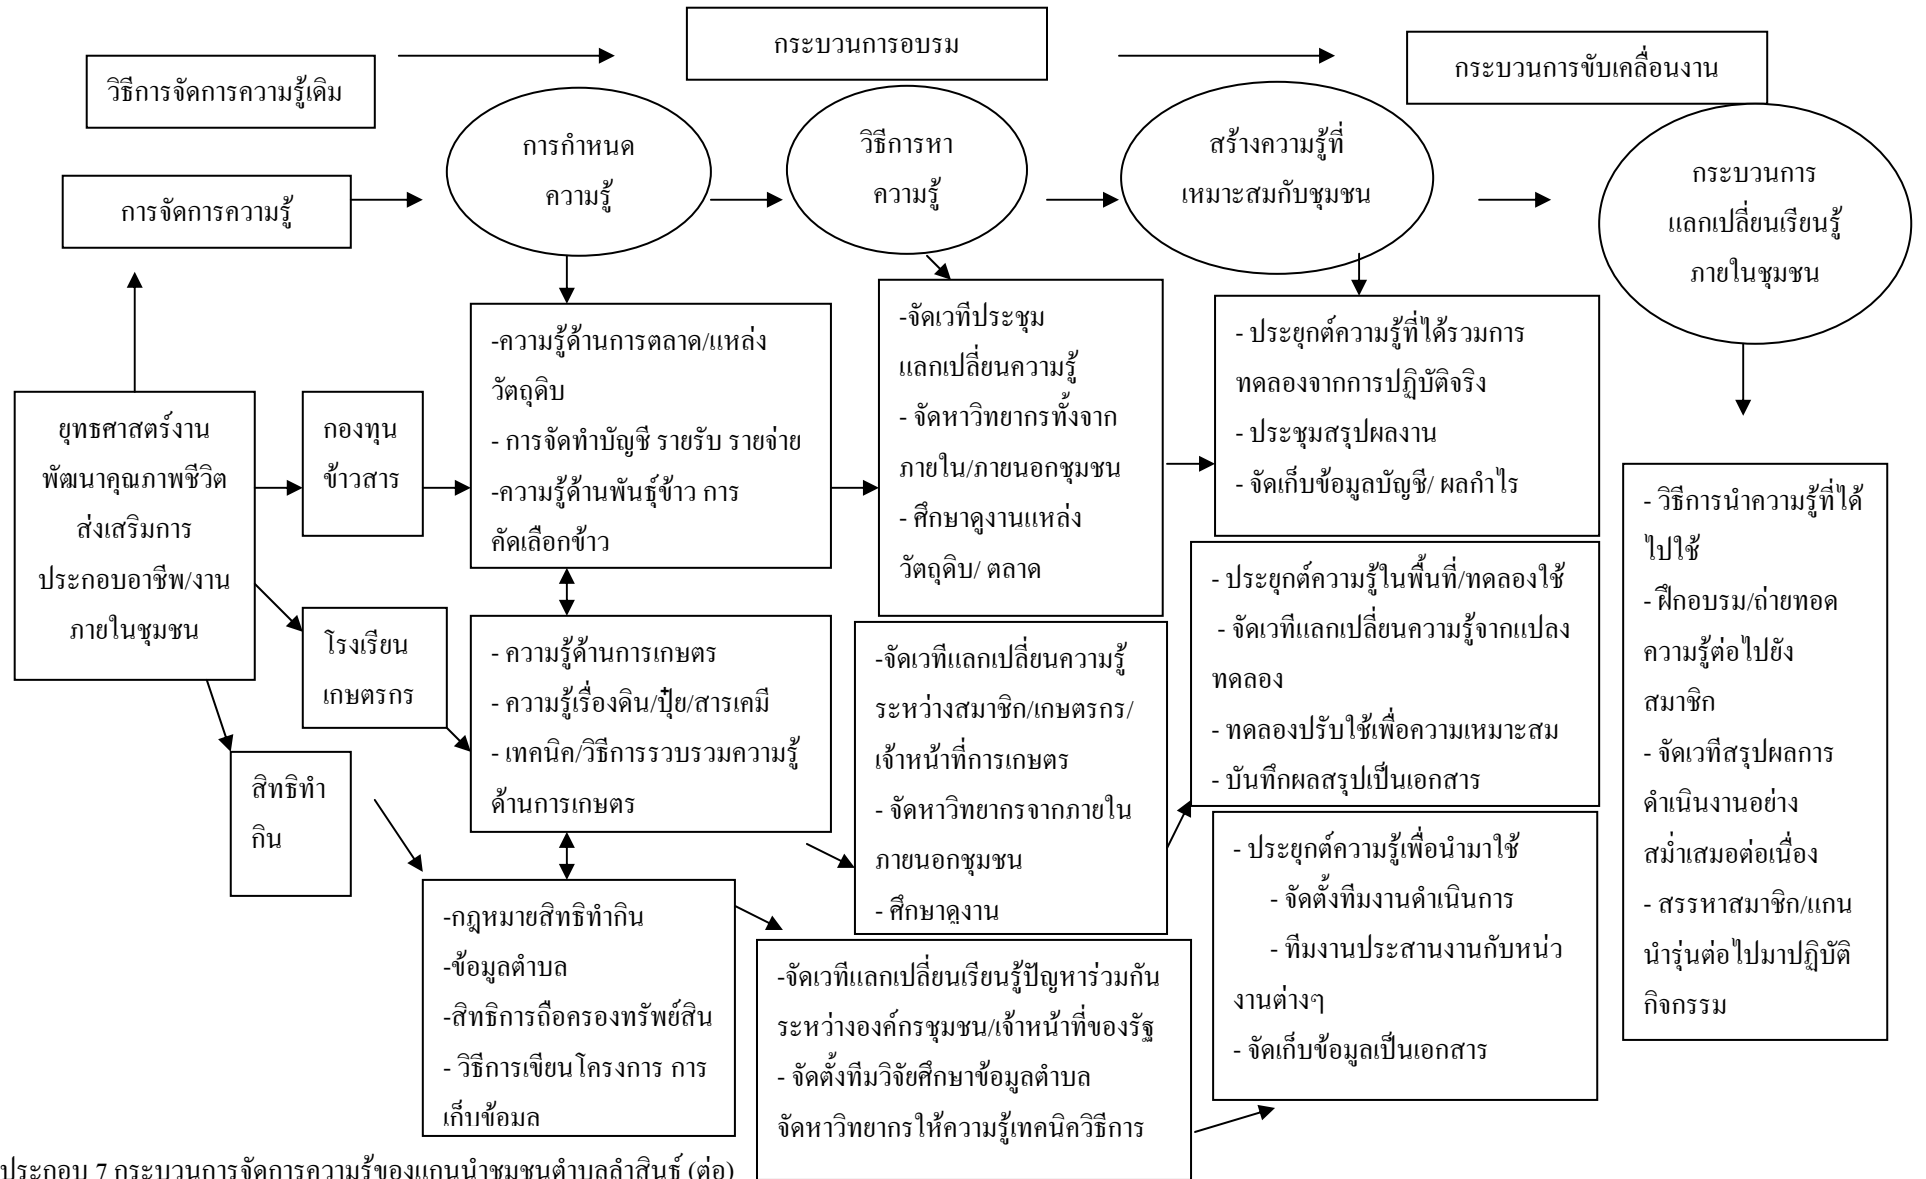 กระบวนการอบรม
กระบวนการขับเคลื่อนงาน
วิธีการจัดการความรู้เดิม
การกำหนด
ความรู้
วิธีการหา
ความรู้
สร้างความรู้ที่
เหมาะสมกับชุมชน
กระบวนการ
แลกเปลี่ยนเรียนรู้
ภายในชุมชน
การจัดการความรู้
ยุทธศาสตร์งาน
พัฒนาคุณภาพชีวิต
ส่งเสริมการ
ประกอบอาชีพ/งาน
ภายในชุมชน
กองทุน
ข้าวสาร
-ความรู้ด้านการตลาด/แหล่ง
วัตถุดิบ
- การจัดทำบัญชี รายรับ รายจ่าย
-ความรู้ด้านพันธุ์ข้าว การ
คัดเลือกข้าว
-จัดเวทีประชุม
แลกเปลี่ยนความรู้
- จัดหาวิทยากรทั้งจาก
ภายใน/ภายนอกชุมชน
- ศึกษาดูงานแหล่ง
วัตถุดิบ/ ตลาด
- ประยุกต์ความรู้ที่ได้รวมการ
ทดลองจากการปฏิบัติจริง
- ประชุมสรุปผลงาน
- จัดเก็บข้อมูลบัญชี/ ผลกำไร
- วิธีการนำความรู้ที่ได้
ไปใช้
- ฝึกอบรม/ถ่ายทอด
ความรู้ต่อไปยัง
สมาชิก
- จัดเวทีสรุปผลการ
ดำเนินงานอย่าง
สม่ำเสมอต่อเนื่อง
- สรรหาสมาชิก/แกน
นำรุ่นต่อไปมาปฏิบัติ
กิจกรรม
โรงเรียน
เกษตรกร
- ความรู้ด้านการเกษตร
- ความรู้เรื่องดิน/ปุ๋ย/สารเคมี
- เทคนิค/วิธีการรวบรวมความรู้
ด้านการเกษตร
-จัดเวทีแลกเปลี่ยนความรู้
ระหว่างสมาชิก/เกษตรกร/
เจ้าหน้าที่การเกษตร
- จัดหาวิทยากรจากภายใน
ภายนอกชุมชน
- ศึกษาดูงาน
- ประยุกต์ความรู้ในพื้นที่/ทดลองใช้
- จัดเวทีแลกเปลี่ยนความรู้จากแปลง
ทดลอง
- ทดลองปรับใช้เพื่อความเหมาะสม
- บันทึกผลสรุปเป็นเอกสาร
สิทธิทำ
กิน
-กฎหมายสิทธิทำกิน
-ข้อมูลตำบล
-สิทธิการถือครองทรัพย์สิน
- วิธีการเขียนโครงการ การ
เก็บข้อมูล
-จัดเวทีแลกเปลี่ยนเรียนรู้ปัญหาร่วมกัน
ระหว่างองค์กรชุมชน/เจ้าหน้าที่ของรัฐ
- จัดตั้งทีมวิจัยศึกษาข้อมูลตำบล
จัดหาวิทยากรให้ความรู้เทคนิควิธีการ
- ประยุกต์ความรู้เพื่อนำมาใช้
- จัดตั้งทีมงานดำเนินการ
- ทีมงานประสานงานกับหน่ว
งานต่างๆ
- จัดเก็บข้อมูลเป็นเอกสาร
ประกอบ 7 กระบวนการจัดการความรู้ของแกนนำชุมชนตำบลลำสินธุ์ (ต่อ)